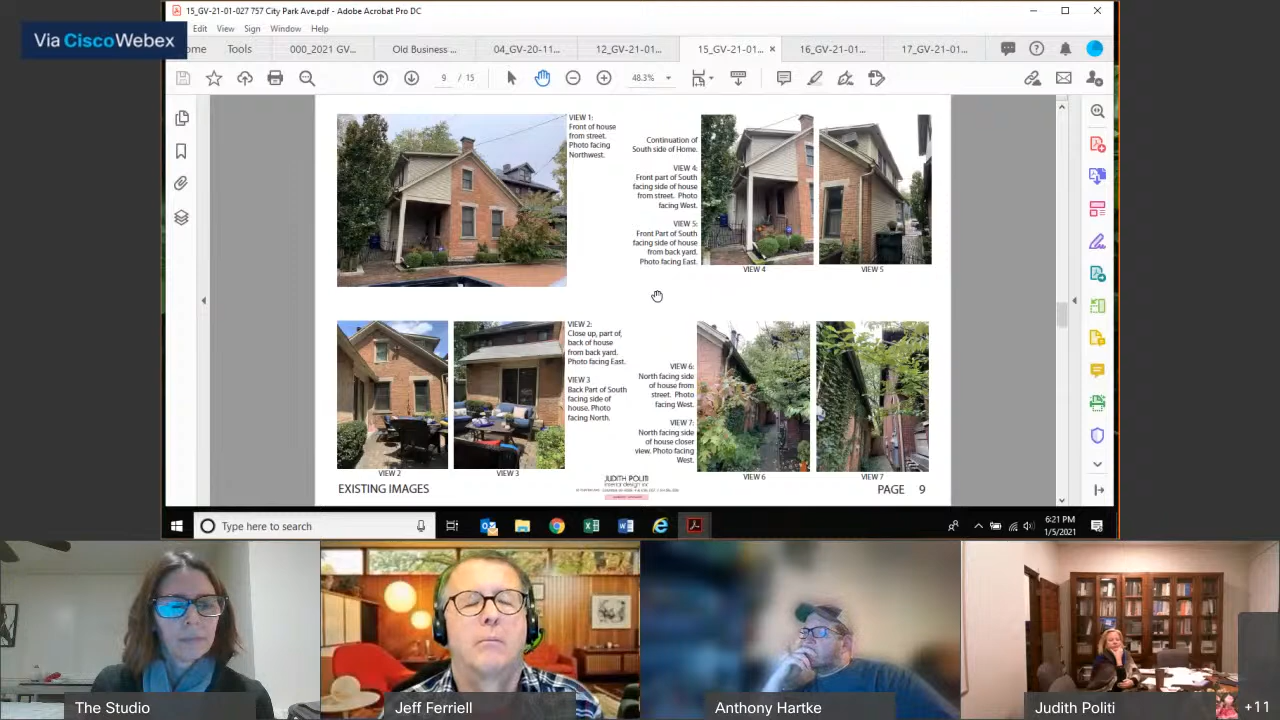 15_GV-21-01-027 757 City Park Ave.pdf - Adobe Acrobat Pro DC
Via CiscoWebex
Edit View Sign Window Help
ome Tools 000_2021 GV... Old Business ... 04_GV-20-11... 12_GV-21-01... 15_GV-21-01... × 16_GV-21-01... 17_GV-21-01...
9 / 15 48.3%
VIEW 1:
Front of house
from street.
Photo facing
Northwest.
Continuation of
South side of Home.
VIEW 4:
Front part of South
facing side of house
from street. Photo
facing West.
VIEW 5:
Front Part of South
facing side of house
from back yard.
Photo facing East.
VIEW 4
VIEW 5
VIEW 2:
Close up, part of,
back of house
from back yard.
Photo facing East.
VIEW 3
Back Part of South
facing side of
house. Photo
facing North.
VIEW 2
VIEW 3
VIEW 6:
North facing side
of house from
street. Photo
facing West.
VIEW 7:
North facing side
of house closer
view. Photo facing
West.
VIEW 6
VIEW 7
EXISTING IMAGES
JUDITH POLITI
PAGE 9
Type here to search
6:21 PM
1/5/2021
The Studio
Jeff Ferriell
Anthony Hartke
Judith Politi
+11